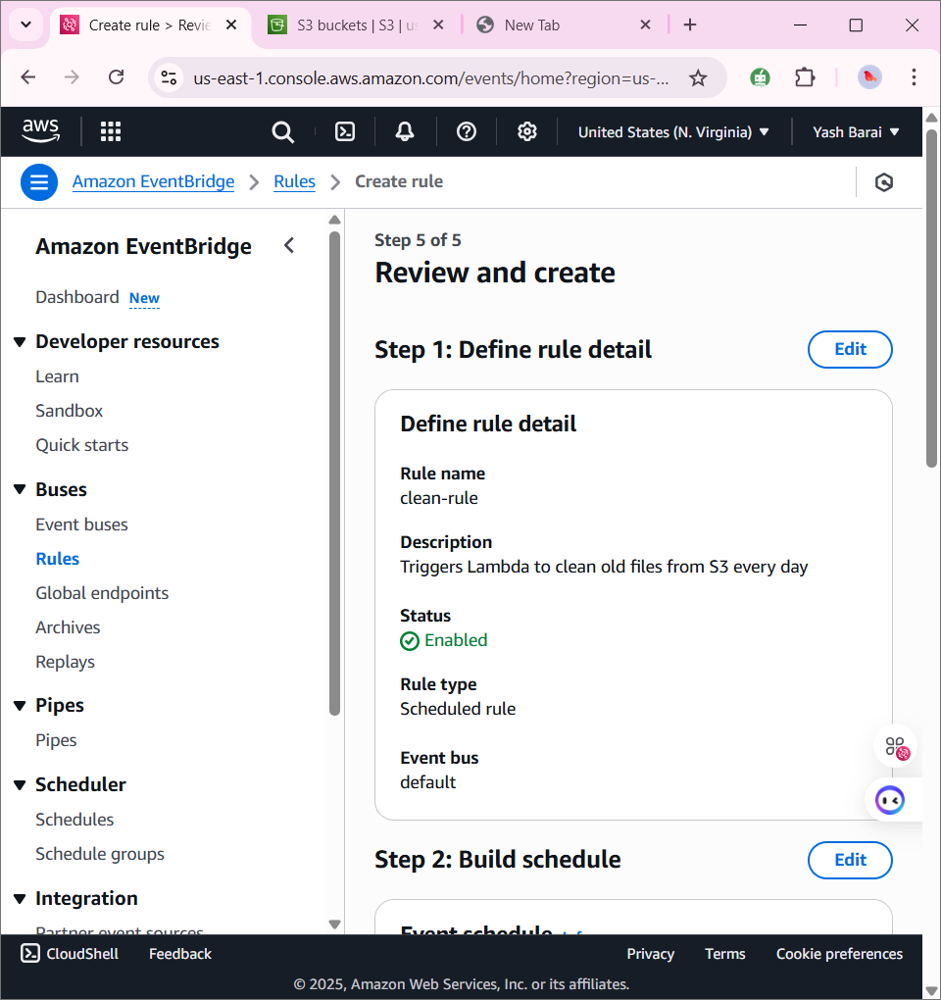 Create rule > Revie
S3 buckets | S3 | us
New Tab
us-east-1.console.aws.amazon.com/events/home?region=us-...
aws
United States (N. Virginia)
Yash Barai
Amazon EventBridge
Rules
Create rule
Amazon EventBridge
Dashboard New
Developer resources
Learn
Sandbox
Quick starts
Buses
Event buses
Rules
Global endpoints
Archives
Replays
Pipes
Pipes
Scheduler
Schedules
Schedule groups
Integration
Partner event sources
Step 5 of 5
Review and create
Step 1: Define rule detail
Edit
Define rule detail
Rule name
clean-rule
Description
Triggers Lambda to clean old files from S3 every day
Status
Enabled
Rule type
Scheduled rule
Event bus
default
Step 2: Build schedule
Edit
Event schedule
CloudShell
Feedback
Privacy
Terms
Cookie preferences
© 2025, Amazon Web Services, Inc. or its affiliates.